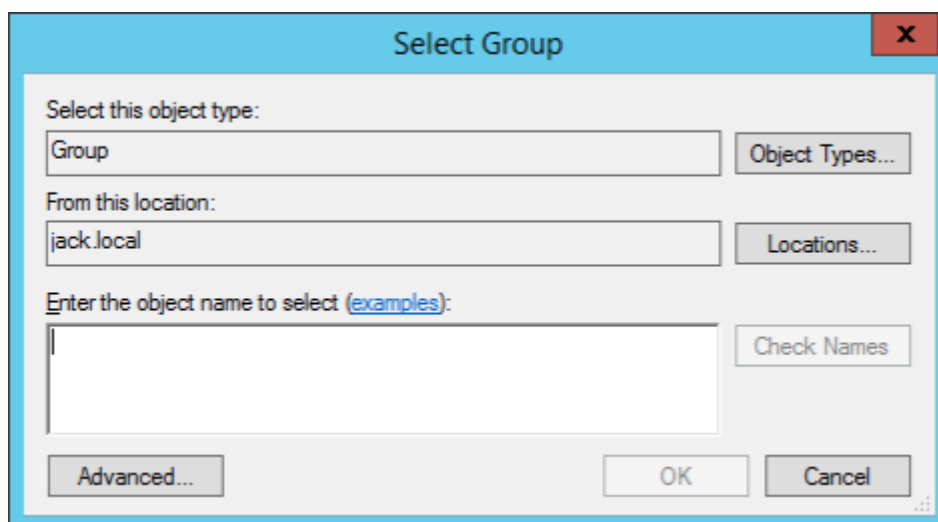 Select Group
x
Select this object type:
Group
Object Types...
From this location:
jack.local
Locations...
Enter the object name to select (examples):
Check Names
Advanced...
OK
Cancel